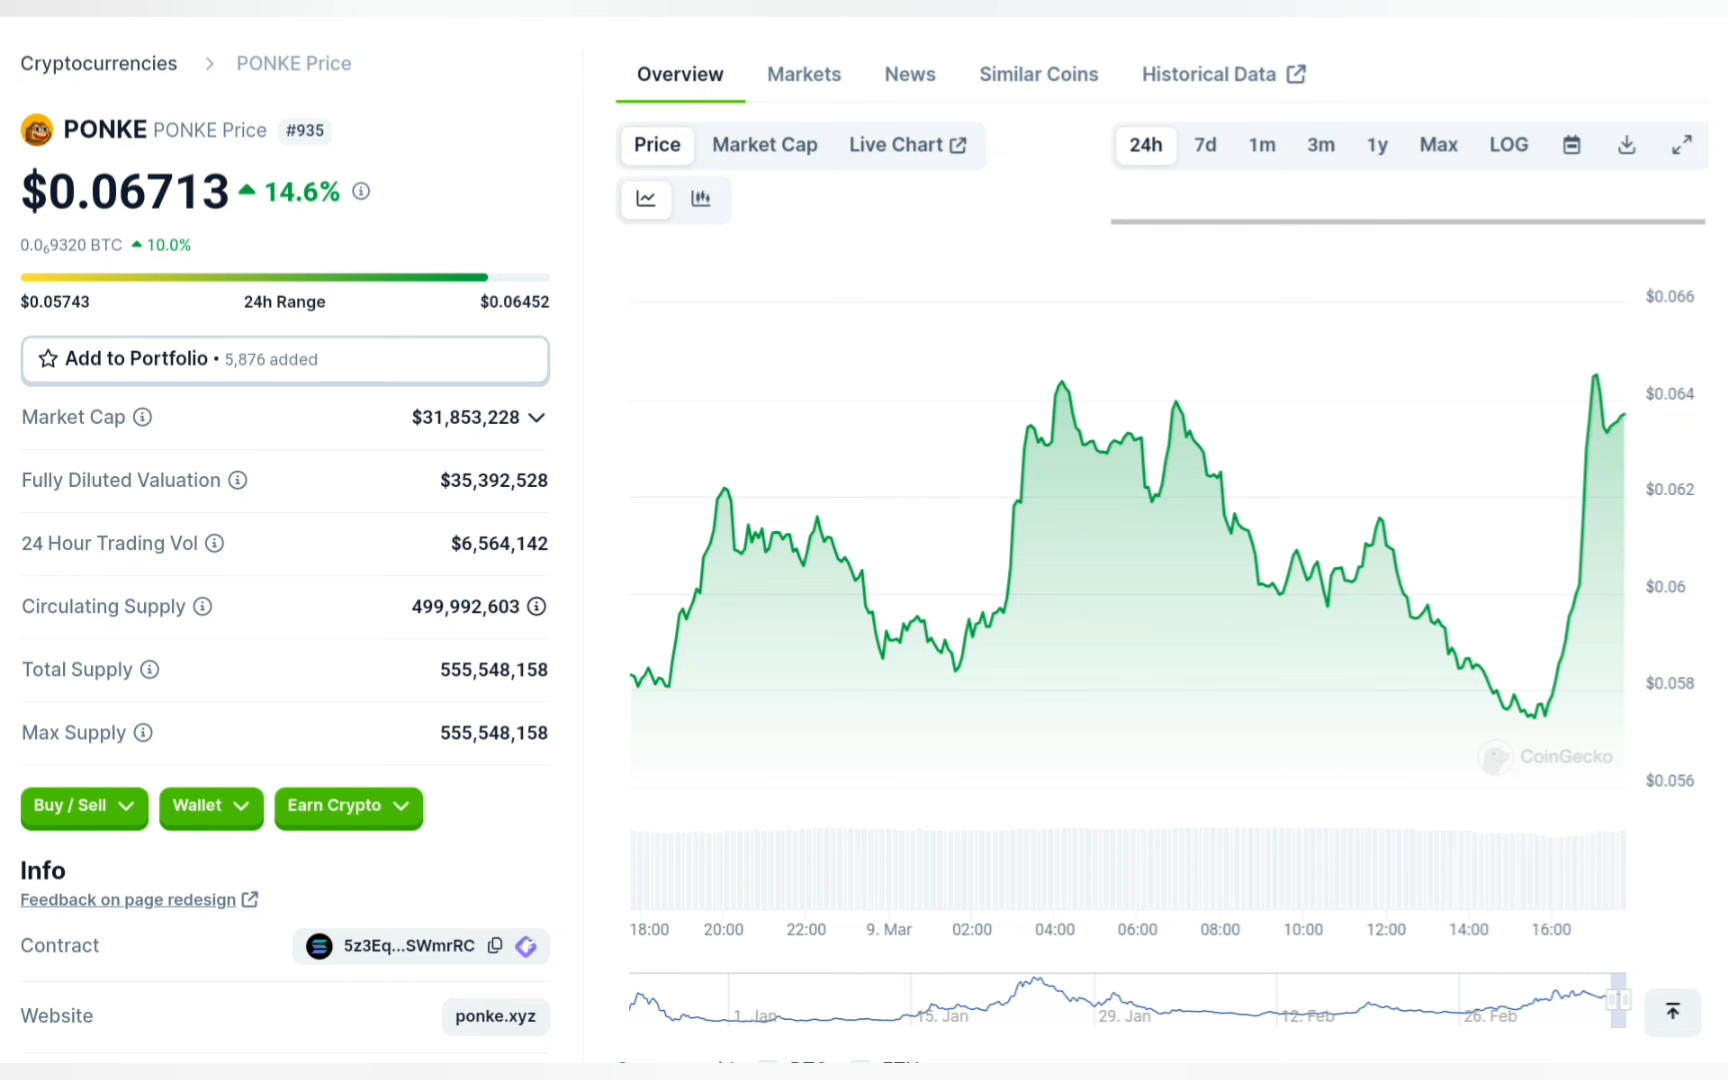 Cryptocurrencies > PONKE Price
PONKE PONKE Price #935
$0.06713 14.6%
0.0₆9320 BTC 10.0%
$0.05743 24h Range $0.06452
Add to Portfolio • 5,876 added
Market Cap $31,853,228
Fully Diluted Valuation $35,392,528
24 Hour Trading Vol $6,564,142
Circulating Supply 499,992,603
Total Supply 555,548,158
Max Supply 555,548,158
Buy / Sell Wallet Earn Crypto
Info
Feedback on page redesign
Contract 5z3Eq...SWmrRC
Website ponke.xyz
Overview Markets News Similar Coins Historical Data
Price Market Cap Live Chart 24h 7d 1m 3m 1y Max LOG
$0.066
$0.064
$0.062
$0.06
$0.058
CoinGecko
$0.056
18:00 20:00 22:00 9. Mar 02:00 04:00 06:00 08:00 10:00 12:00 14:00 16:00
1. Jan 15. Jan 29. Jan 12. Feb 26. Feb